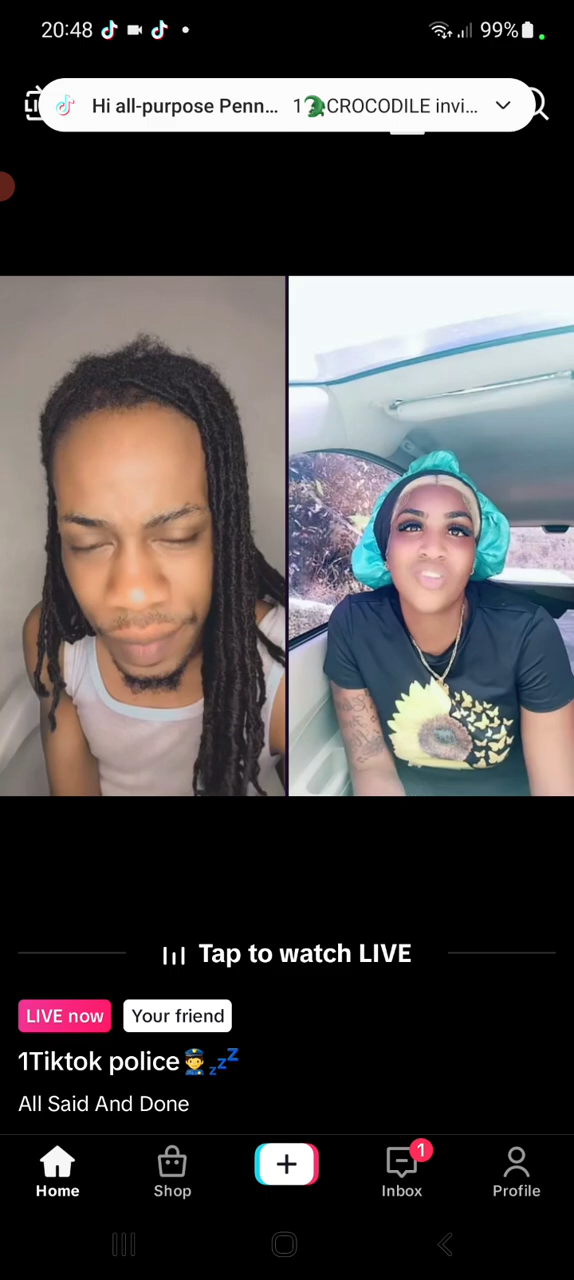 20:48
99%
Hi all-purpose Penn... 1🐊CROCODILE invi...
Tap to watch LIVE
LIVE now
Your friend
1Tiktok police👮💤
All Said And Done
1
Home
Shop
Inbox
Profile